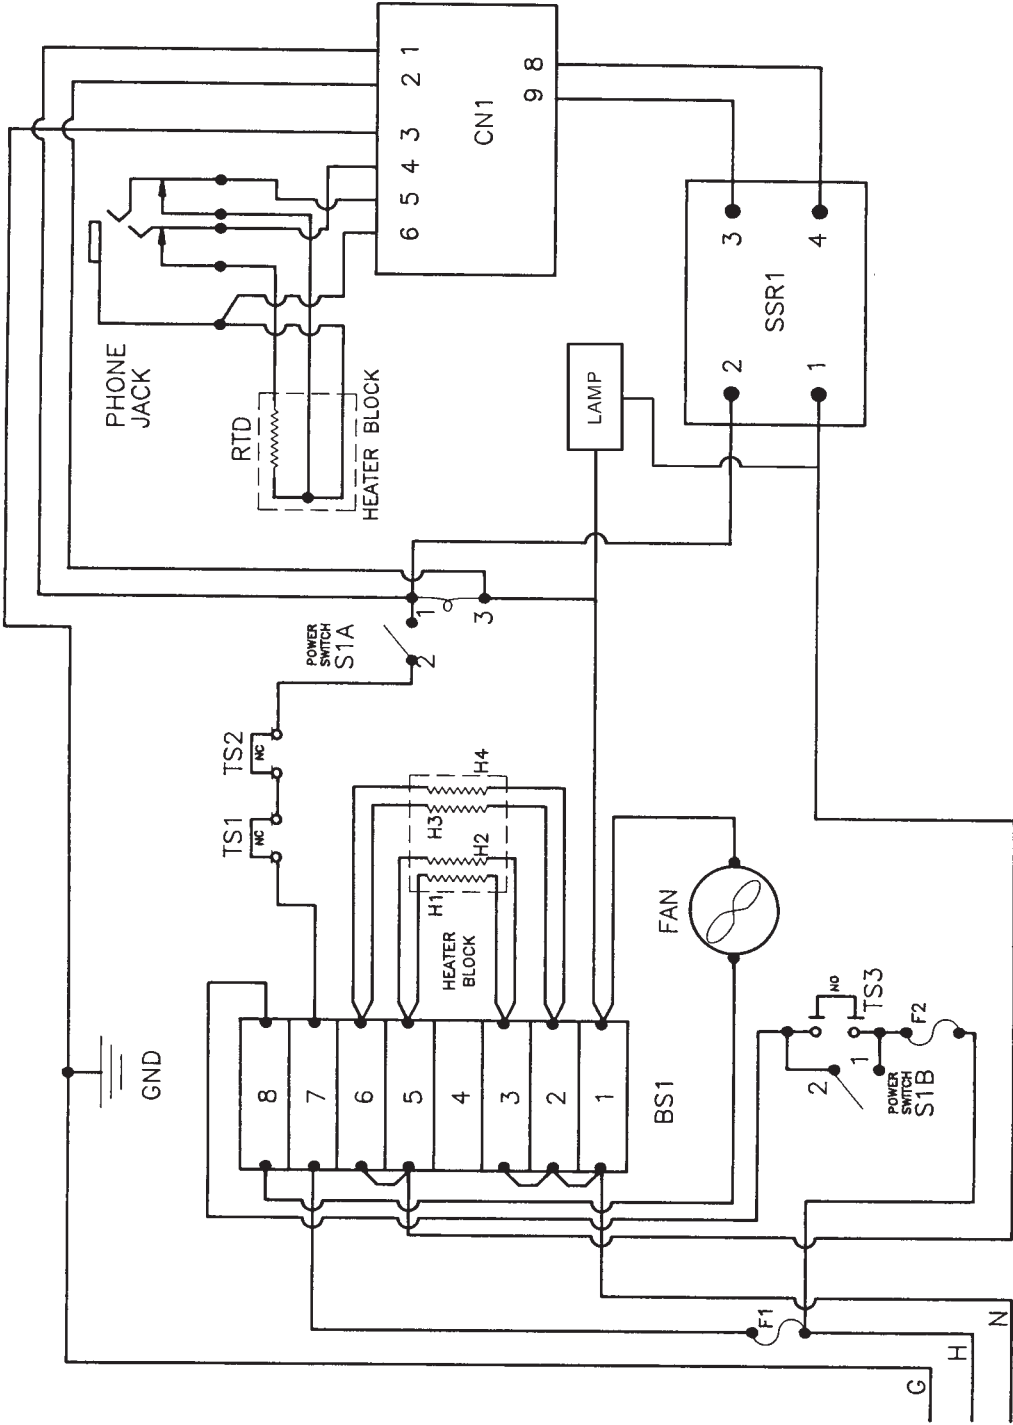 1
2
3
4
5
6
8
9
CN1
PHONE
JACK
RTD
HEATER BLOCK
3
4
SSR1
2
1
LAMP
POWER
SWITCH
S1A
1
2
3
TS2
NC
TS1
NC
H4
H3
H2
H1
HEATER
BLOCK
FAN
GND
8
7
6
5
4
3
2
1
BS1
NO
TS3
F2
1
2
POWER
SWITCH
S1B
F1
G
H
N